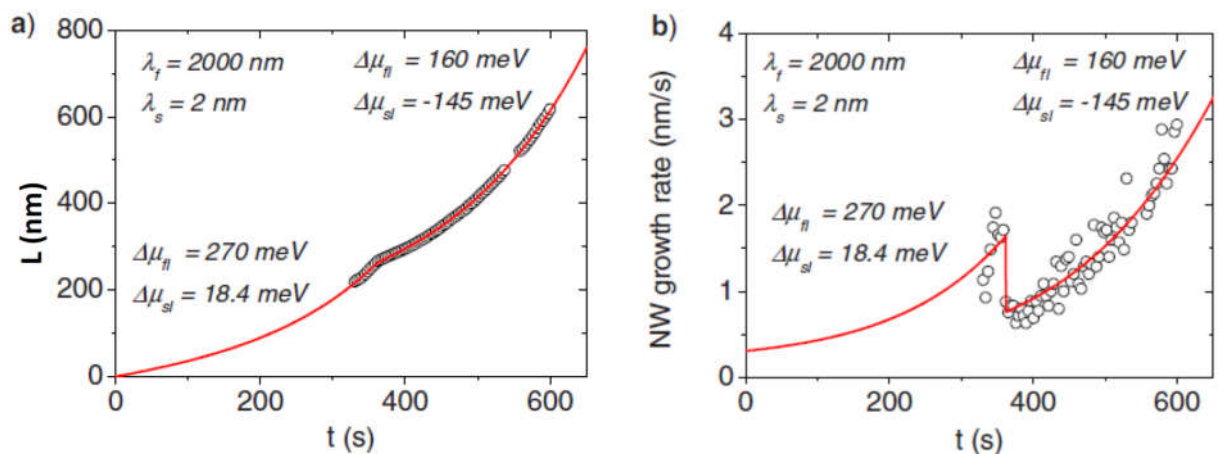 a)
800
600
400
200
0
L (nm)
λf = 2000 nm
λs = 2 nm
Δμfl = 160 meV
Δμsl = -145 meV
Δμfl = 270 meV
Δμsl = 18.4 meV
0 200 400 600
t (s)
b)
4
3
2
1
0
NW growth rate (nm/s)
λf = 2000 nm
λs = 2 nm
Δμfl = 160 meV
Δμsl = -145 meV
Δμfl = 270 meV
Δμsl = 18.4 meV
0 200 400 600
t (s)